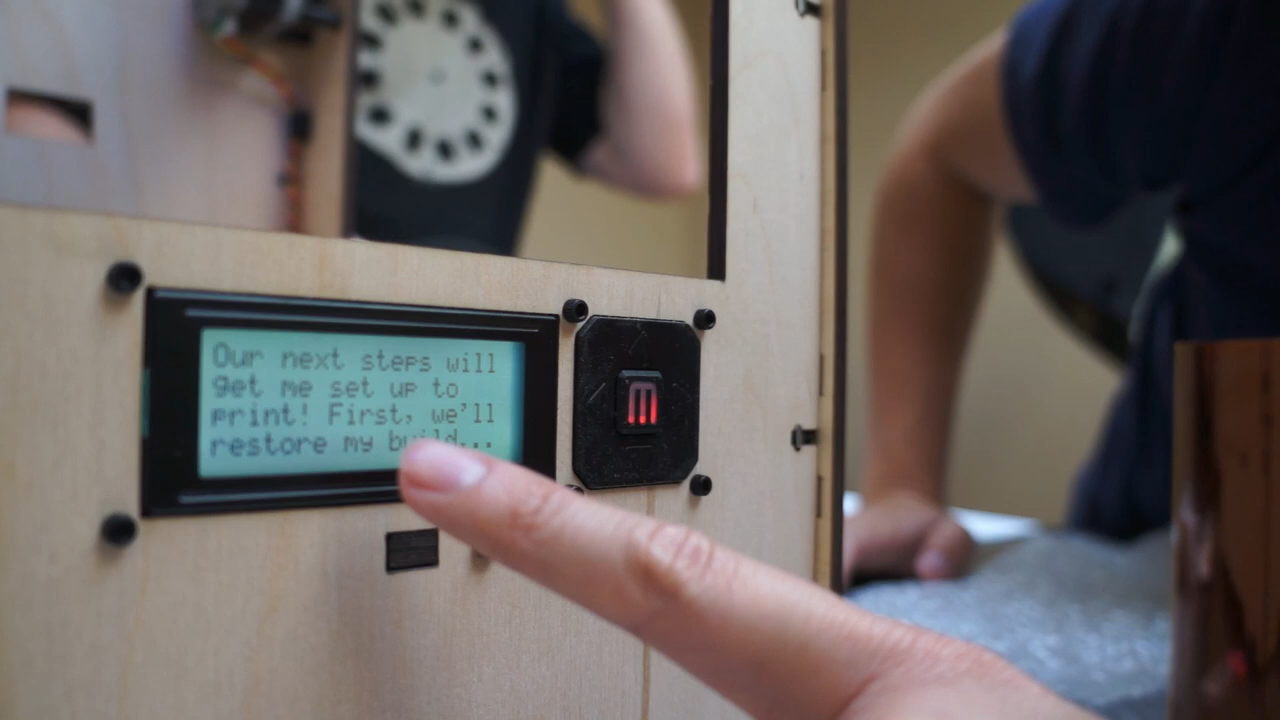 Our next steps will
get me set up to
print! First, we'll
restore my build...
M